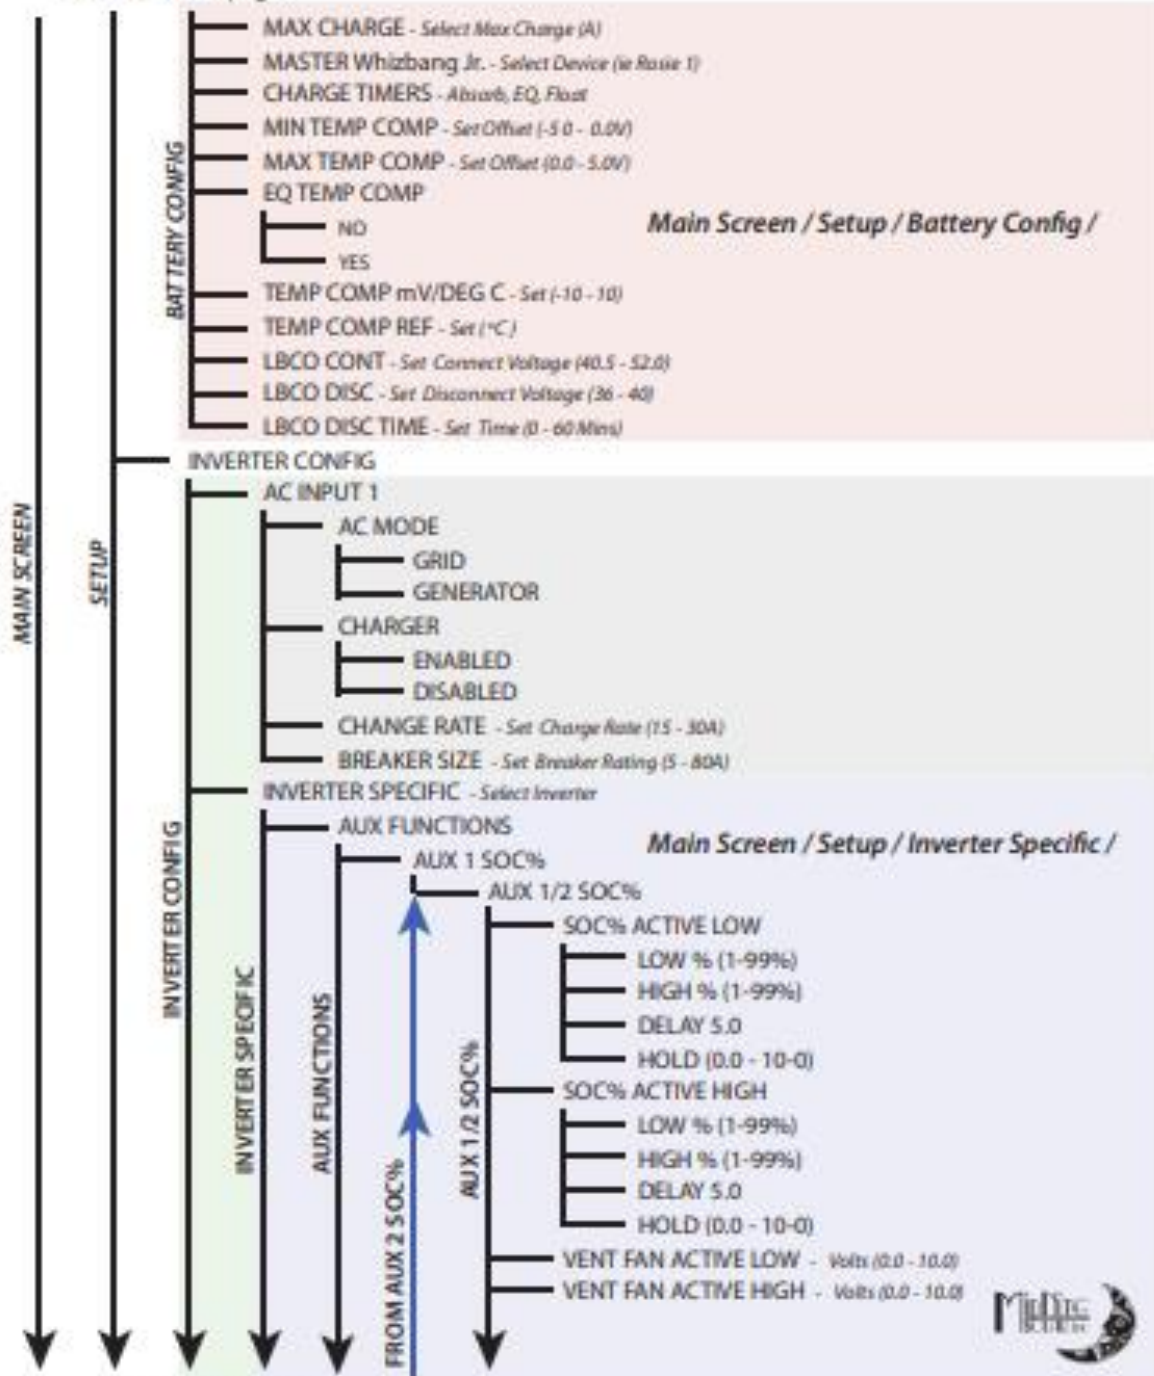 MAX CHARGE - Select Max Charge (A)
MASTER Whizbang Jr. - Select Device (ie Rosie 1)
CHARGE TIMERS - Absorb, EQ, Float
MIN TEMP COMP - Set Offset (-5 0 - 0.0V)
MAX TEMP COMP - Set Offset (0.0 - 5.0V)
EQ TEMP COMP
NO
YES
Main Screen / Setup / Battery Config /
BATTERY CONFIG
TEMP COMP mV/DEG C - Set (-10 - 10)
TEMP COMP REF - Set (°C )
LBCO CONT - Set Connect Voltage (40.5 - 52.0)
LBCO DISC - Set Disconnect Voltage (36 - 40)
LBCO DISC TIME - Set Time (0 - 60 Mins)
INVERTER CONFIG
AC INPUT 1
MAIN SCREEN
SETUP
AC MODE
GRID
GENERATOR
CHARGER
ENABLED
DISABLED
CHANGE RATE - Set Charge Rate (15 - 30A)
BREAKER SIZE - Set Breaker Rating (5 - 80A)
INVERTER SPECIFIC - Select Inverter
AUX FUNCTIONS
Main Screen / Setup / Inverter Specific /
AUX 1 SOC%
AUX 1/2 SOC%
INVERTER CONFIG
INVERTER SPECIFIC
AUX FUNCTIONS
FROM AUX 2 SOC%
AUX 1/2 SOC%
SOC% ACTIVE LOW
LOW % (1-99%)
HIGH % (1-99%)
DELAY 5.0
HOLD (0.0 - 10-0)
SOC% ACTIVE HIGH
LOW % (1-99%)
HIGH % (1-99%)
DELAY 5.0
HOLD (0.0 - 10-0)
VENT FAN ACTIVE LOW - Volts (0.0 - 10.0)
VENT FAN ACTIVE HIGH - Volts (0.0 - 10.0)